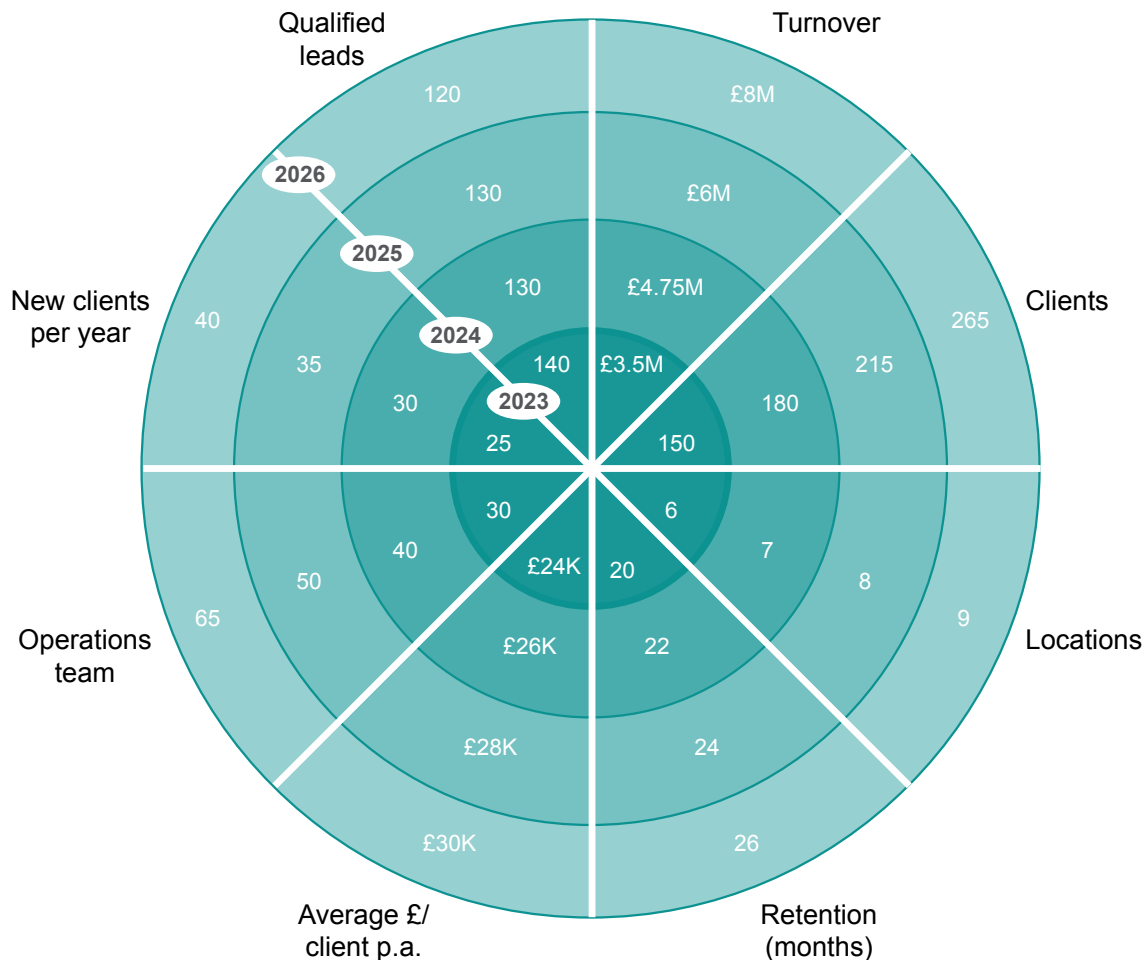 Qualified
leads
Turnover
120
£8M
2026
130
£6M
2025
New clients
per year
130
£4.75M
Clients
40
265
2024
35
140
£3.5M
215
30
2023
180
25
150
30
6
40
7
£24K
20
50
8
Operations
team
65
9
Locations
£26K
22
£28K
24
£30K
26
Average £/
client p.a.
Retention
(months)